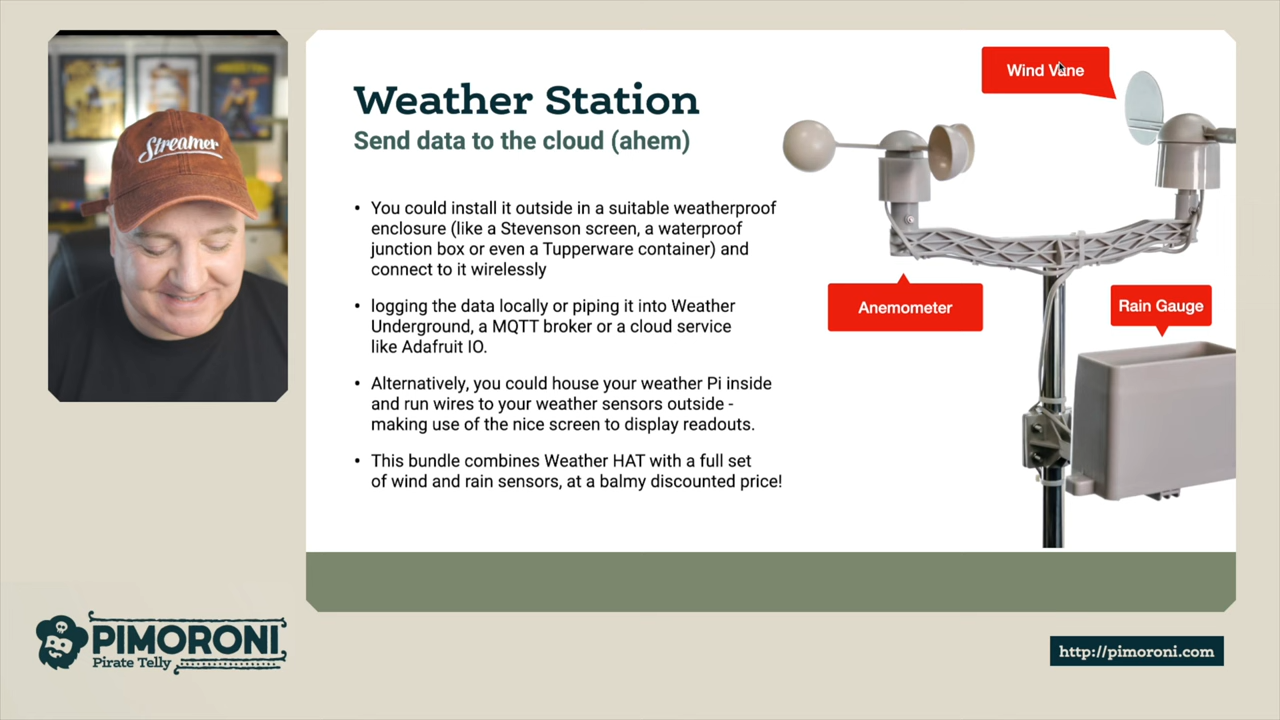 Streamer
Weather Station
Send data to the cloud (ahem)
• You could install it outside in a suitable weatherproof
enclosure (like a Stevenson screen, a waterproof
junction box or even a Tupperware container) and
connect to it wirelessly
• logging the data locally or piping it into Weather
Underground, a MQTT broker or a cloud service
like Adafruit IO.
• Alternatively, you could house your weather Pi inside
and run wires to your weather sensors outside -
making use of the nice screen to display readouts.
• This bundle combines Weather HAT with a full set
of wind and rain sensors, at a balmy discounted price!
Wind Vane
Anemometer
Rain Gauge
PIMORONI
Pirate Telly
http://pimoroni.com